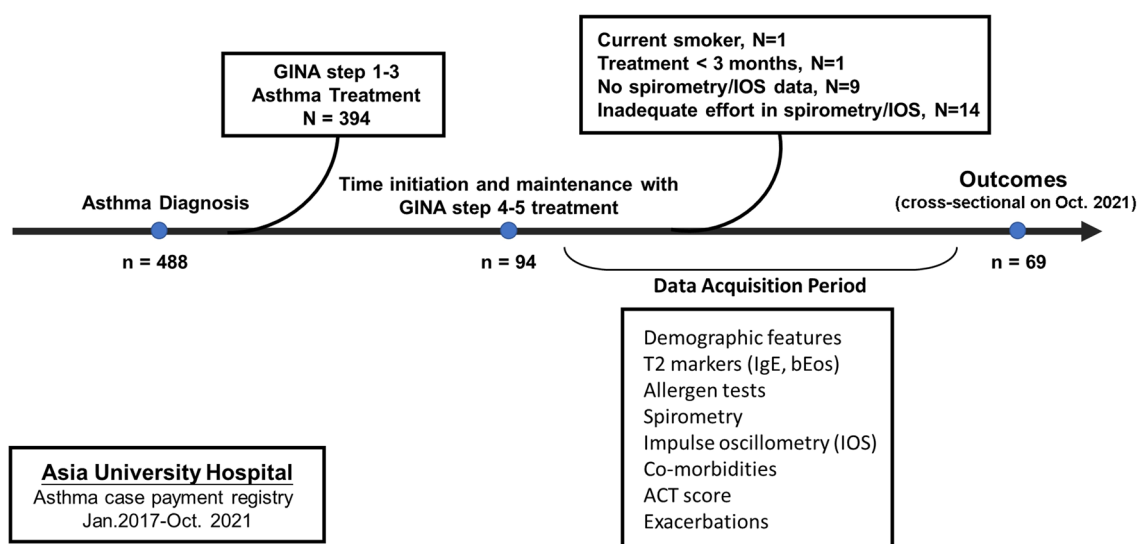 GINA step 1-3
Asthma Treatment
N = 394
Current smoker, N=1
Treatment < 3 months, N=1
No spirometry/IOS data, N=9
Inadequate effort in spirometry/IOS, N=14
Asthma Diagnosis
Time initiation and maintenance with
GINA step 4-5 treatment
Outcomes
(cross-sectional on Oct. 2021)
n = 488
n = 94
n = 69
Data Acquisition Period
Demographic features
T2 markers (IgE, bEos)
Allergen tests
Spirometry
Impulse oscillometry (IOS)
Co-morbidities
ACT score
Exacerbations
Asia University Hospital
Asthma case payment registry
Jan.2017-Oct. 2021